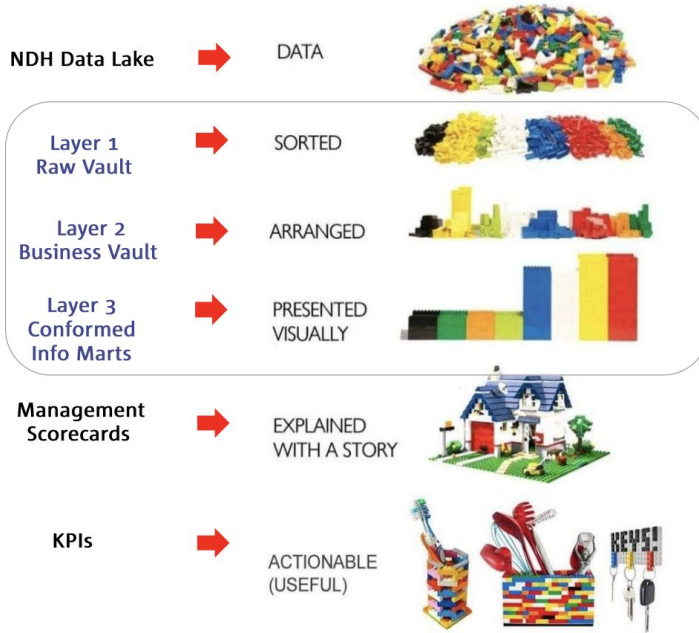 NDH Data Lake
DATA
Layer 1
Raw Vault
SORTED
Layer 2
Business Vault
ARRANGED
Layer 3
Conformed
Info Marts
PRESENTED
VISUALLY
Management
Scorecards
EXPLAINED
WITH A STORY
KPIs
ACTIONABLE
(USEFUL)
KEYS!